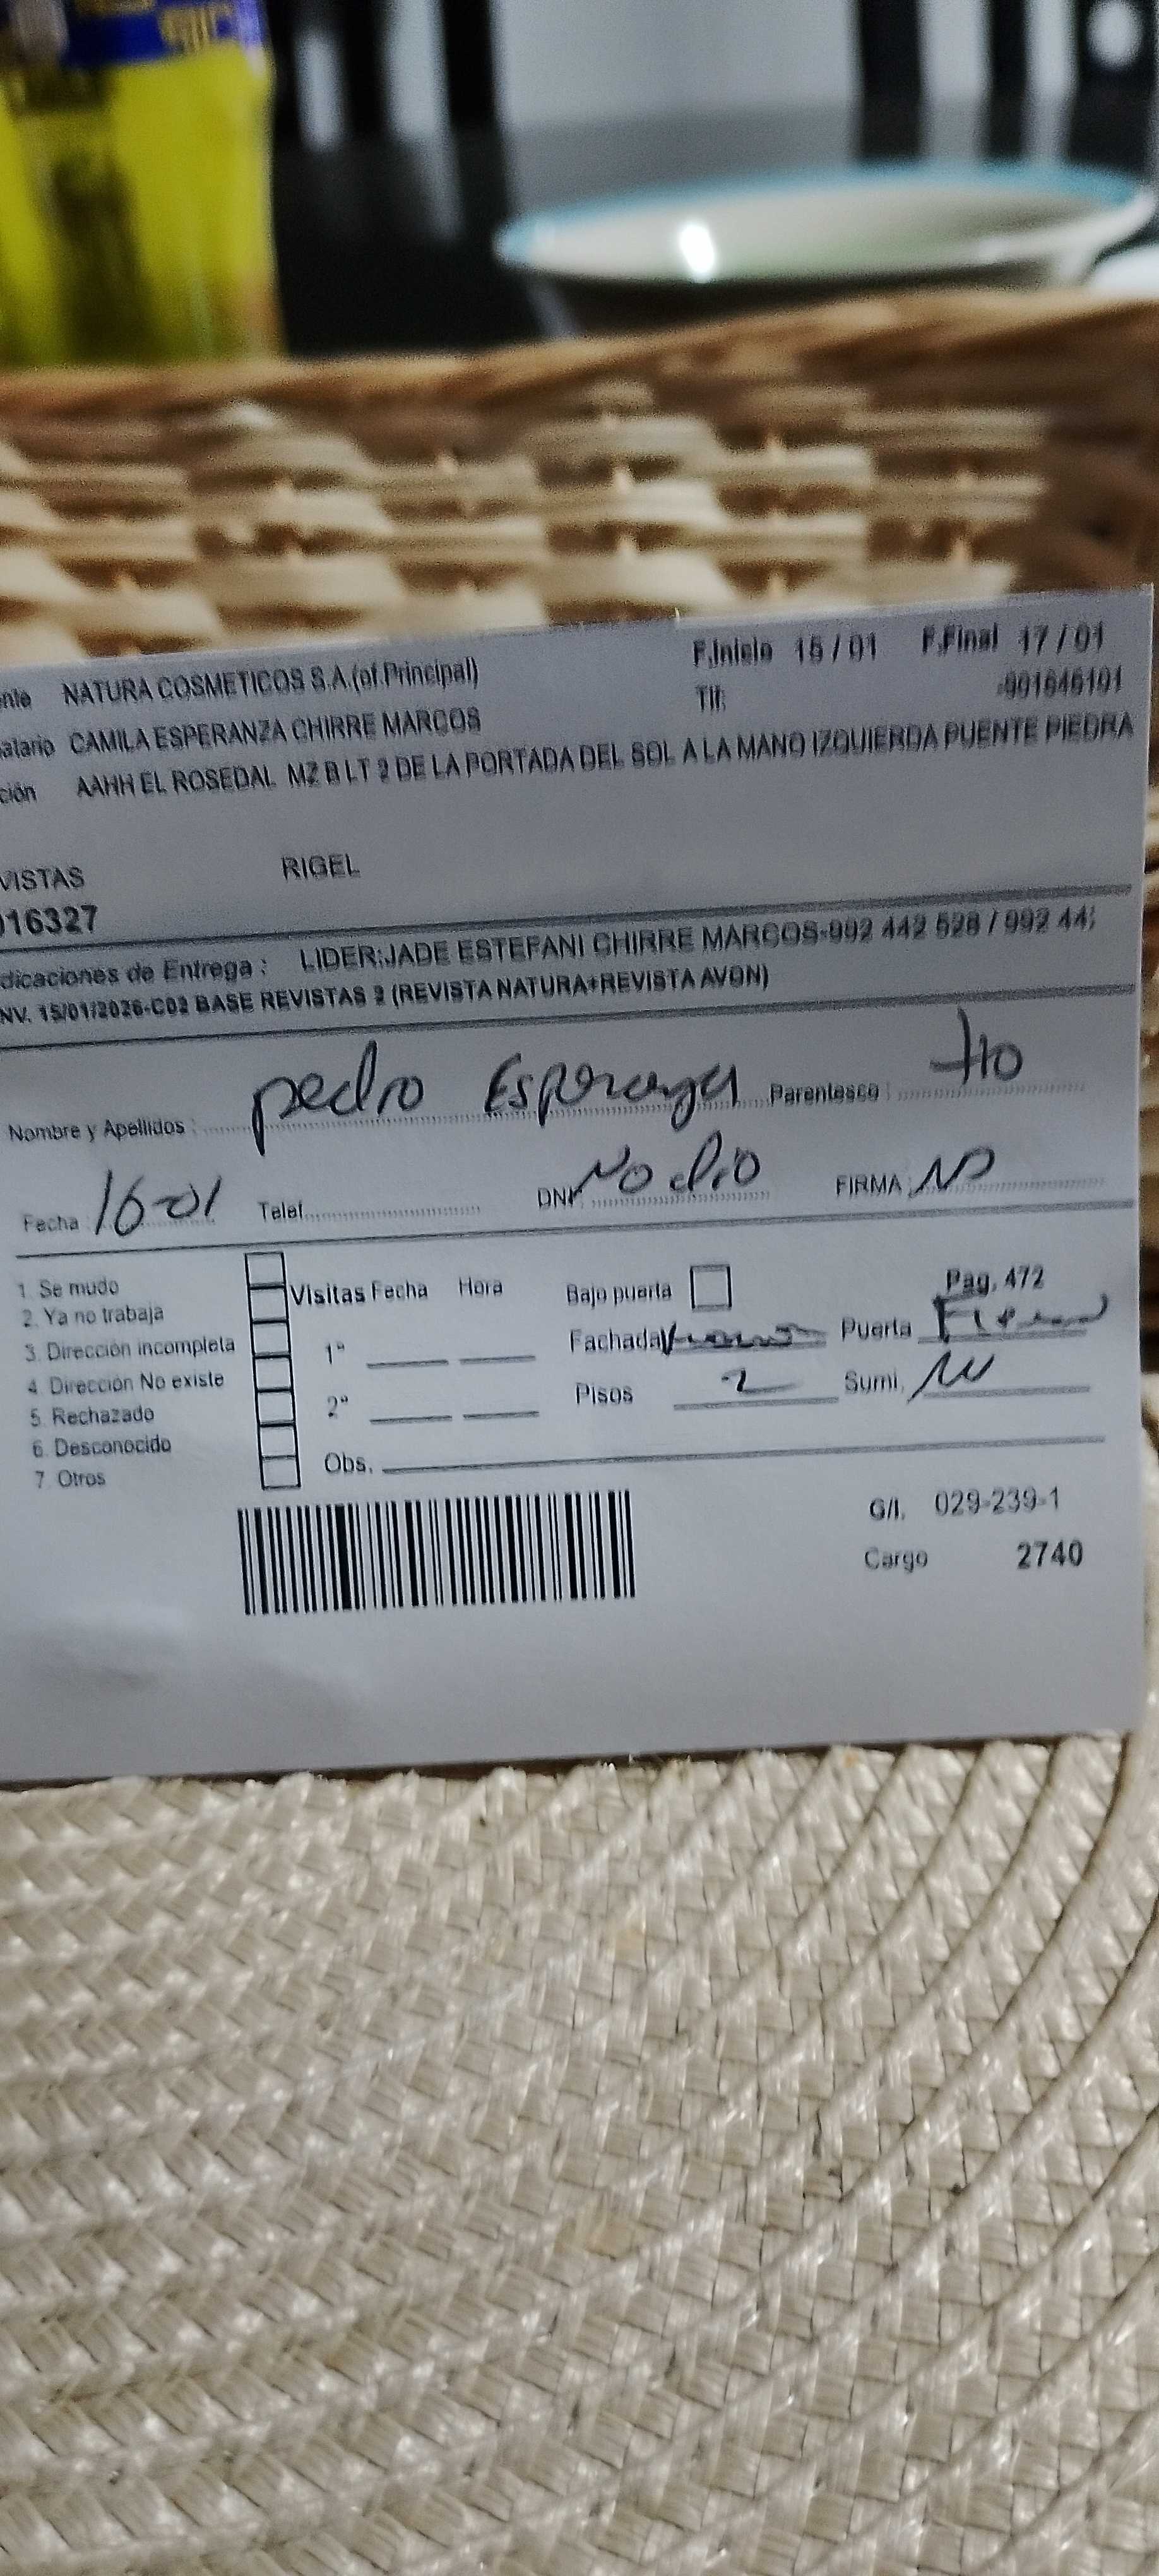 nte NATURA COSMETICOS S.A.(of.Principal) F.Inicio 15 / 01 F.Final 17 / 01
atario CAMILA ESPERANZA CHIRRE MARCOS Tlf: -901646101
ción AAHH EL ROSEDAL MZ B LT 2 DE LA PORTADA DEL SOL A LA MANO IZQUIERDA PUENTE PIEDRA
VISTAS RIGEL
016327
dicaciones de Entrega : LIDER:JADE ESTEFANI CHIRRE MARCOS-992 442 528 / 992 44
NV. 15/01/2026-C02 BASE REVISTAS 2 (REVISTA NATURA+REVISTA AVON)
Nombre y Apellidos : pedro Esperanza Parentesco : tio
Fecha 16-01 Telef. DNI No dio FIRMA No
1. Se mudo Visitas Fecha Hora Bajo puerta Pag. 472
2. Ya no trabaja
3. Dirección incompleta 1° Fachada Puerta
4. Dirección No existe
5. Rechazado 2° Pisos 2 Sumi.
6. Desconocido
7. Otros Obs.
G/I. 029-239-1
Cargo 2740